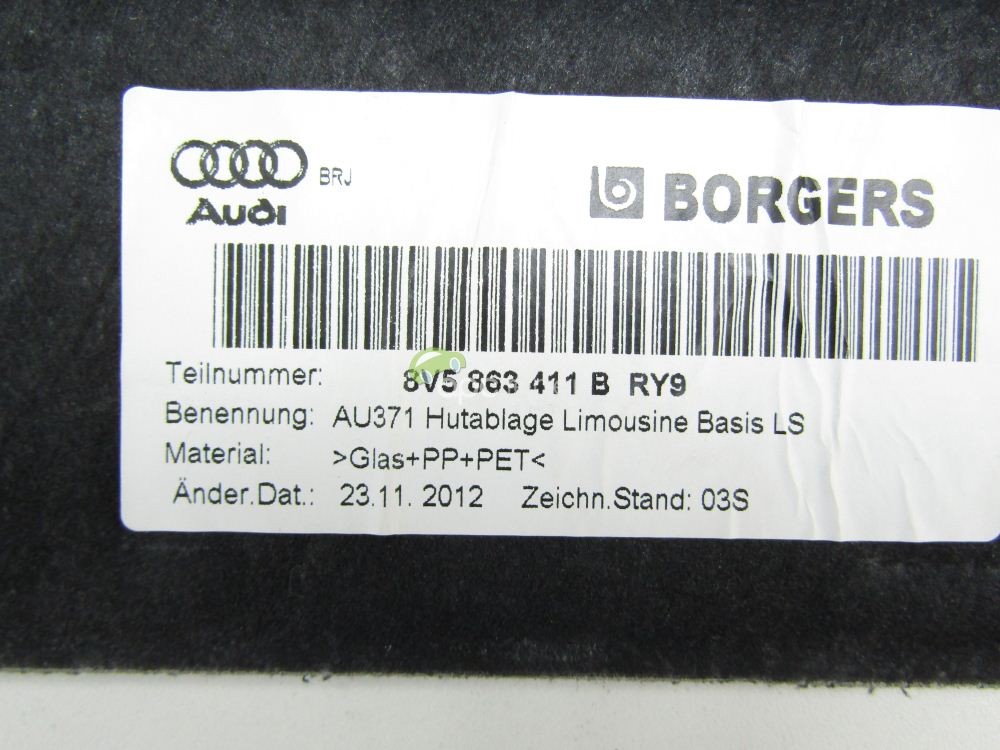 BRJ
Audi
BORGERS
Teilnummer: 8V5 863 411 B RY9
Benennung: AU371 Hutablage Limousine Basis LS
Material: >Glas+PP+PET<
Änder.Dat.: 23.11. 2012 Zeichn.Stand: 03S